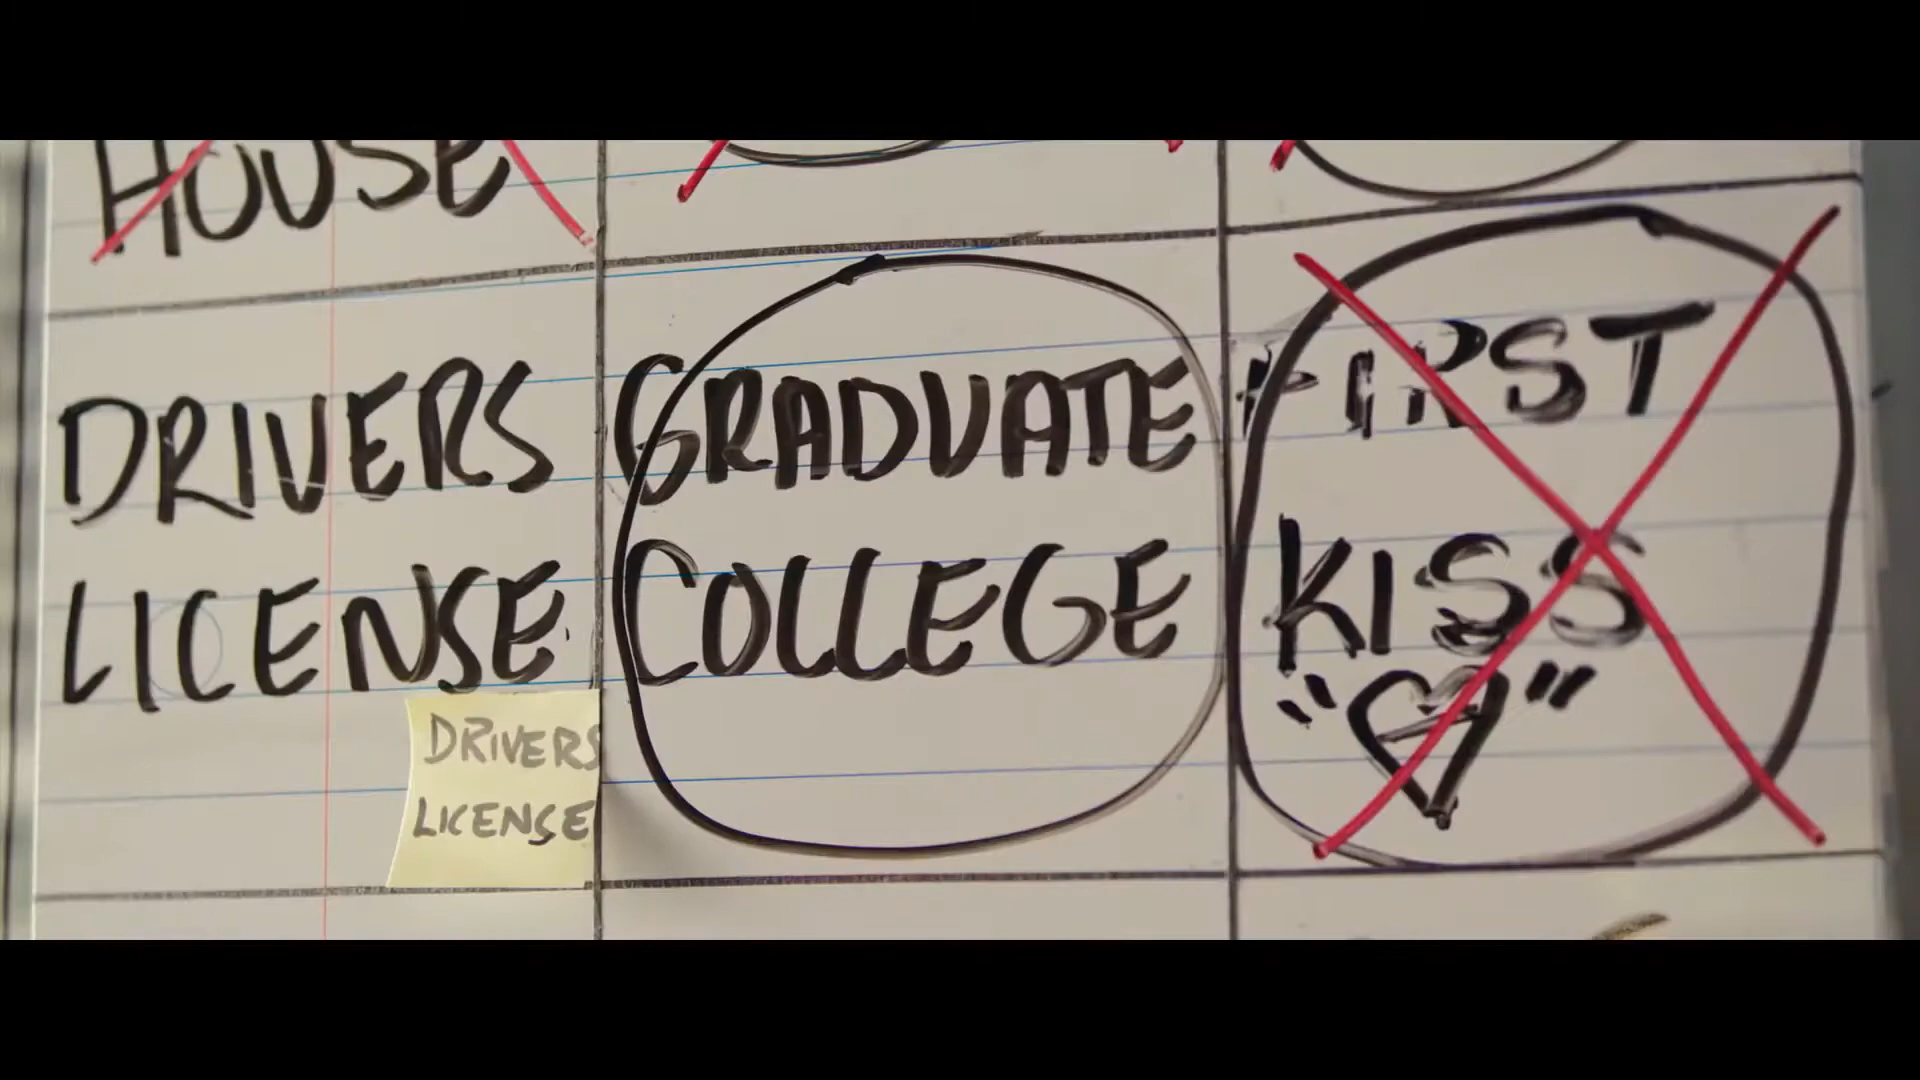 HOUSE
DRIVERS
LICENSE
DRIVERS
LICENSE
GRADUATE
COLLEGE
FIRST
KISS
"♡"